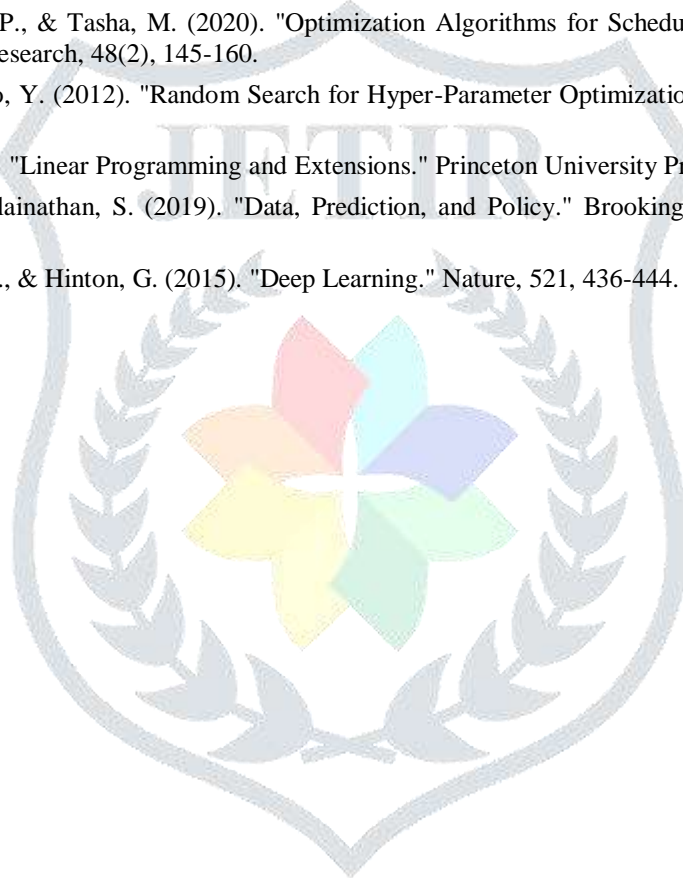 P., & Tasha, M. (2020). "Optimization Algorithms for Schedu
esearch, 48(2), 145-160.
o, Y. (2012). "Random Search for Hyper-Parameter Optimizatio
"Linear Programming and Extensions." Princeton University Pr
lainathan, S. (2019). "Data, Prediction, and Policy." Brooking
., & Hinton, G. (2015). "Deep Learning." Nature, 521, 436-444.
JETIR